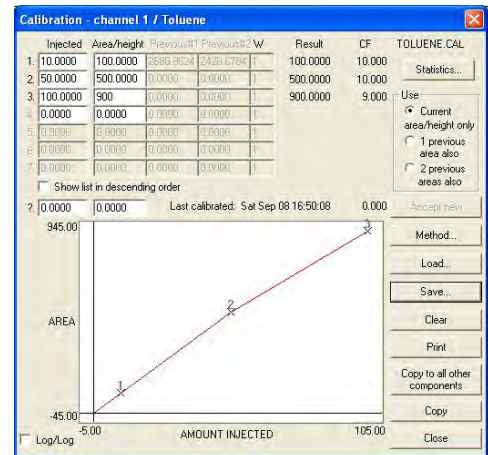 Calibration - channel 1 / Toluene
Injected Area/height Previous#1 Previous#2 W Result CF TOLUENE.CAL
1. 10.0000 100.0000 2689.8624 2428.6784 1 100.0000 10.000
2. 50.0000 500.0000 0.0000 0.0000 1 500.0000 10.000
3. 100.0000 900 0.0000 0.0000 1 900.0000 9.000
4. 0.0000 0.0000 0.0000 0.0000 1
5. 0.0000 0.0000 0.0000 0.0000 1
6. 0.0000 0.0000 0.0000 0.0000 1
7. 0.0000 0.0000 0.0000 0.0000 1
Statistics...
Use
Current
area/height only
1 previous
area also
2 previous
areas also
Show list in descending order
?. 0.0000 0.0000 Last calibrated: Sat Sep 08 16:50:08 0.000
Accept new
Method...
Load...
Save...
Clear
Print
Copy to all other
components
Copy
Close
945.00
3
2
AREA
1
-45.00
-5.00 AMOUNT INJECTED 105.00
Log/Log